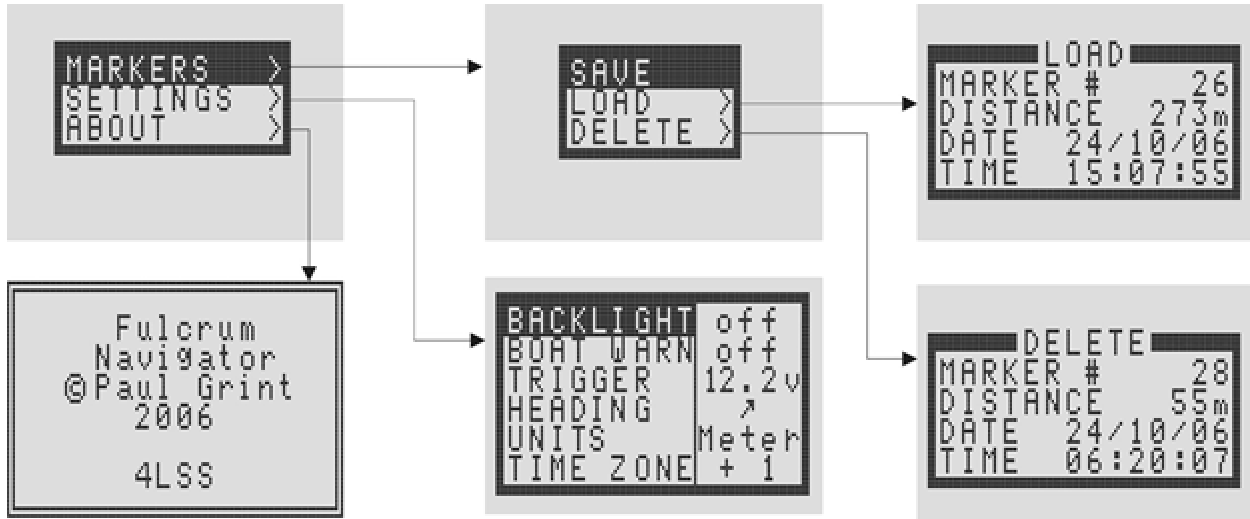 MARKERS >
SETTINGS >
ABOUT >
SAVE
LOAD >
DELETE >
LOAD
MARKER # 26
DISTANCE 273m
DATE 24/10/06
TIME 15:07:55
Fulcrum
Navigator
©Paul Grint
2006
4LSS
BACKLIGHT off
BOAT WARN off
TRIGGER 12.2v
HEADING ↗
UNITS Meter
TIME ZONE + 1
DELETE
MARKER # 28
DISTANCE 55m
DATE 24/10/06
TIME 06:20:07